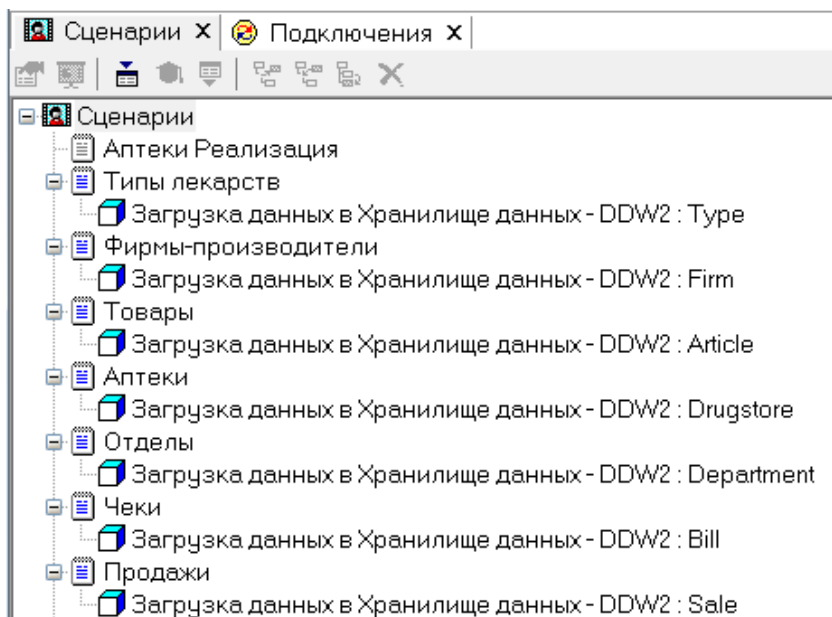 Сценарии X Подключения X
Сценарии
Аптеки Реализация
Типы лекарств
Загрузка данных в Хранилище данных - DDW2 : Type
Фирмы-производители
Загрузка данных в Хранилище данных - DDW2 : Firm
Товары
Загрузка данных в Хранилище данных - DDW2 : Article
Аптеки
Загрузка данных в Хранилище данных - DDW2 : Drugstore
Отделы
Загрузка данных в Хранилище данных - DDW2 : Department
Чеки
Загрузка данных в Хранилище данных - DDW2 : Bill
Продажи
Загрузка данных в Хранилище данных - DDW2 : Sale